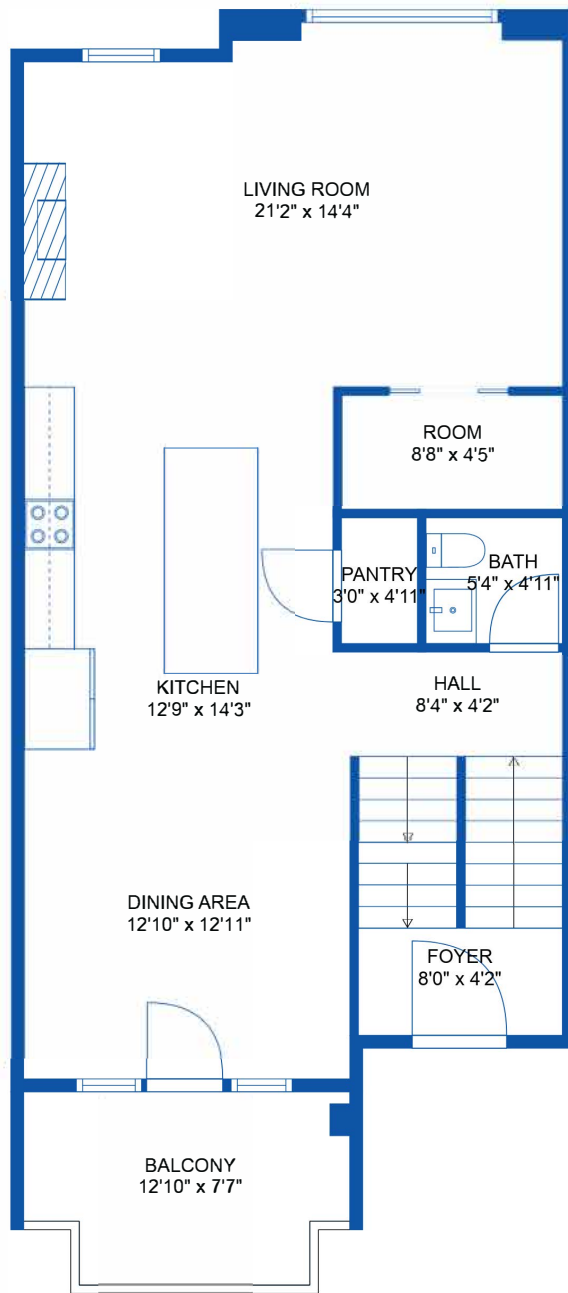 LIVING ROOM
21'2" x 14'4"
ROOM
8'8" x 4'5"
PANTRY
3'0" x 4'11"
BATH
5'4" x 4'11"
KITCHEN
12'9" x 14'3"
HALL
8'4" x 4'2"
DINING AREA
12'10" x 12'11"
FOYER
8'0" x 4'2"
BALCONY
12'10" x 7'7"